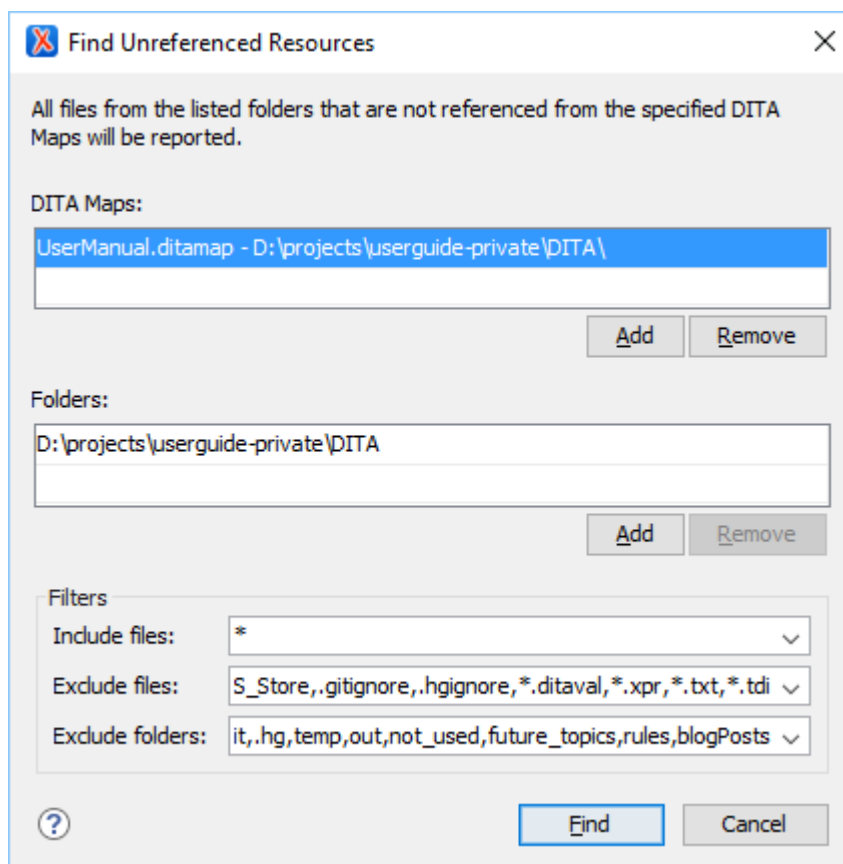 Find Unreferenced Resources
All files from the listed folders that are not referenced from the specified DITA
Maps will be reported.
DITA Maps:
UserManual.ditamap - D:\projects\userguide-private\DITA\
Add Remove
Folders:
D:\projects\userguide-private\DITA
Add Remove
Filters
Include files: *
Exclude files: S_Store,.gitignore,.hgignore,*.ditaval,*.xpr,*.txt,*.tdi
Exclude folders: it,.hg,temp,out,not_used,future_topics,rules,blogPosts
? Find Cancel